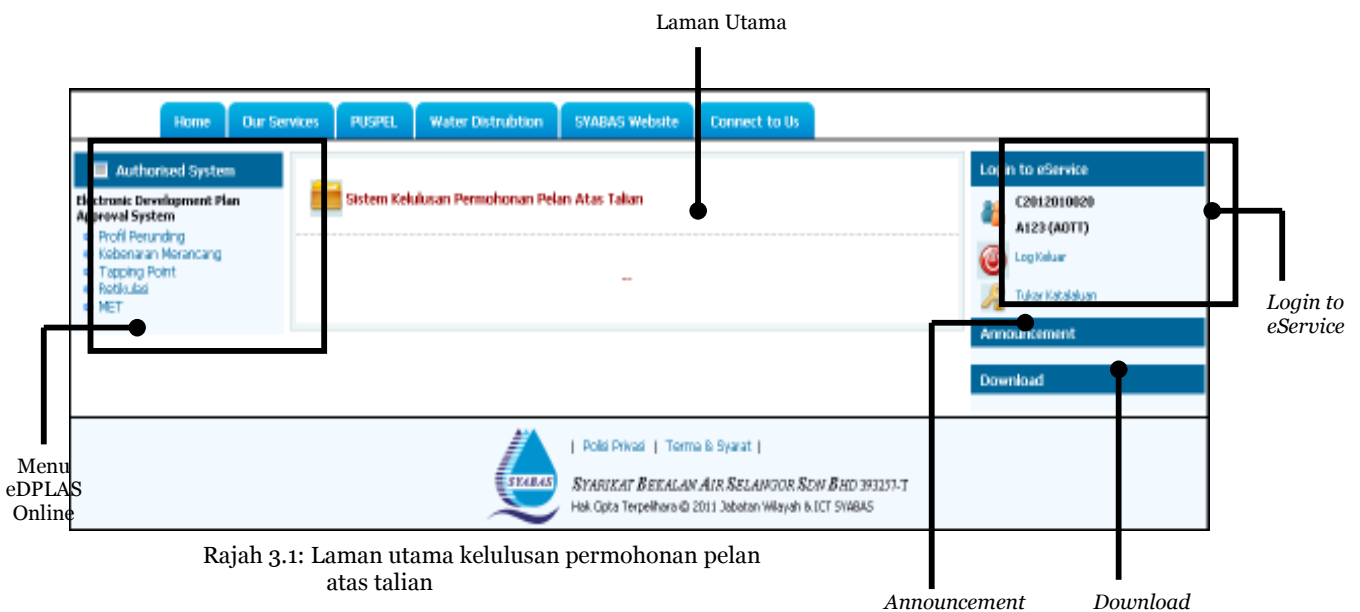 Laman Utama
Home
Our Services
PUSPEL
Water Distrubtion
SYABAS Website
Connect to Us
Authorised System
Electronic Development Plan
Approval System
Profil Perunding
Kebenaran Merancang
Tapping Point
Retikulasi
MET
Sistem Kelulusan Permohonan Pelan Atas Talian
Login to eService
C2012010020
A123 (AOTT)
Log Keluar
Tukar Katalaluan
Announcement
Download
Login to
eService
Menu
eDPLAS
Online
| Polisi Privasi | Terma & Syarat |
SYABAS
SYARIKAT BEKALAN AIR SELANGOR SDN BHD 393257-T
Hak Cipta Terpelihara © 2011 Jabatan Wilayah & ICT SYABAS
Rajah 3.1: Laman utama kelulusan permohonan pelan
atas talian
Announcement
Download